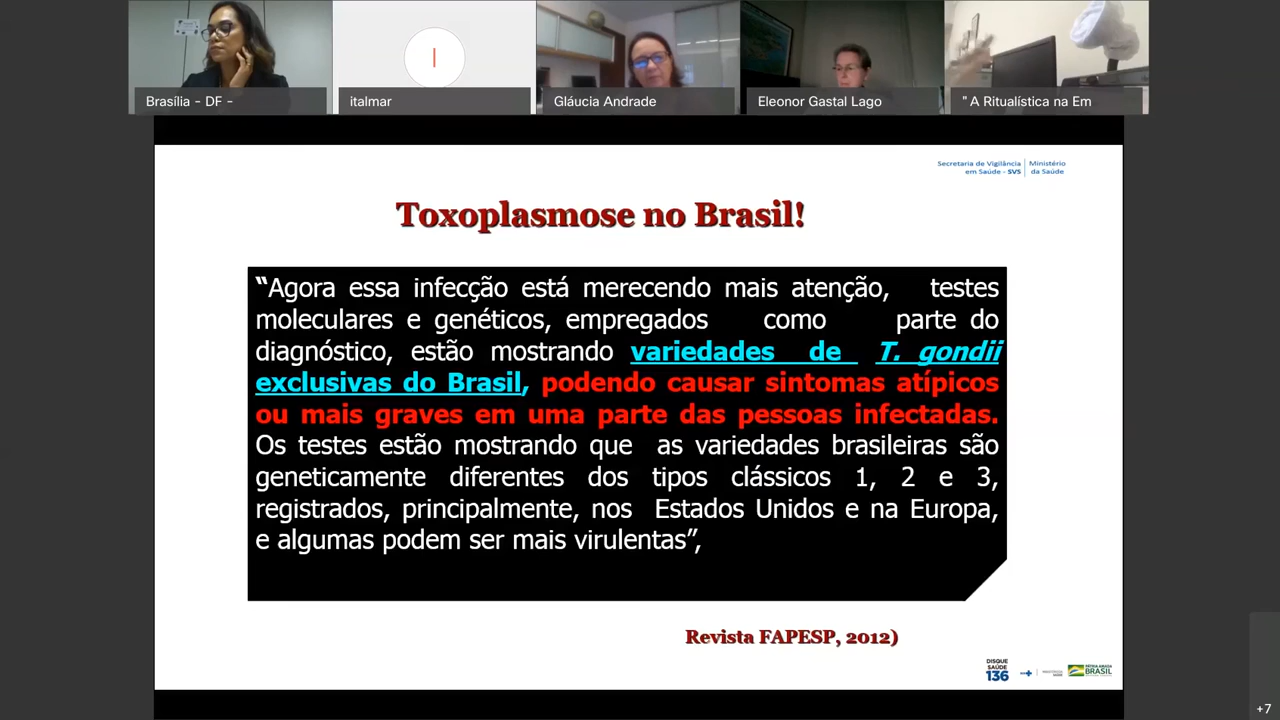 Brasília - DF -
italmar
Gláucia Andrade
Eleonor Gastal Lago
" A Ritualística na Em
I
Secretaria de Vigilância
em Saúde - SVS
Ministério
da Saúde
Toxoplasmose no Brasil!
“Agora essa infecção está merecendo mais atenção, testes
moleculares e genéticos, empregados como parte do
diagnóstico, estão mostrando variedades de T. gondii
exclusivas do Brasil, podendo causar sintomas atípicos
ou mais graves em uma parte das pessoas infectadas.
Os testes estão mostrando que as variedades brasileiras são
geneticamente diferentes dos tipos clássicos 1, 2 e 3,
registrados, principalmente, nos Estados Unidos e na Europa,
e algumas podem ser mais virulentas”,
Revista FAPESP, 2012)
DISQUE
SAÚDE
136
BRASIL
+7